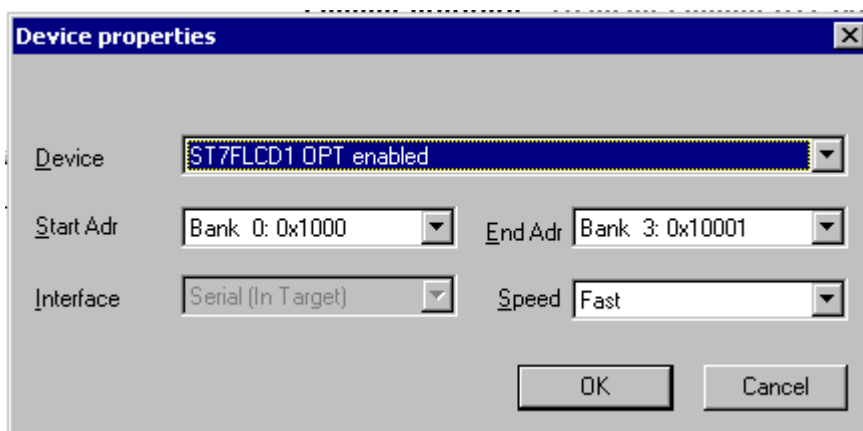 Device properties
Device ST7FLCD1 OPT enabled
Start Adr Bank 0: 0x1000 End Adr Bank 3: 0x10001
Interface Serial (In Target) Speed Fast
OK Cancel